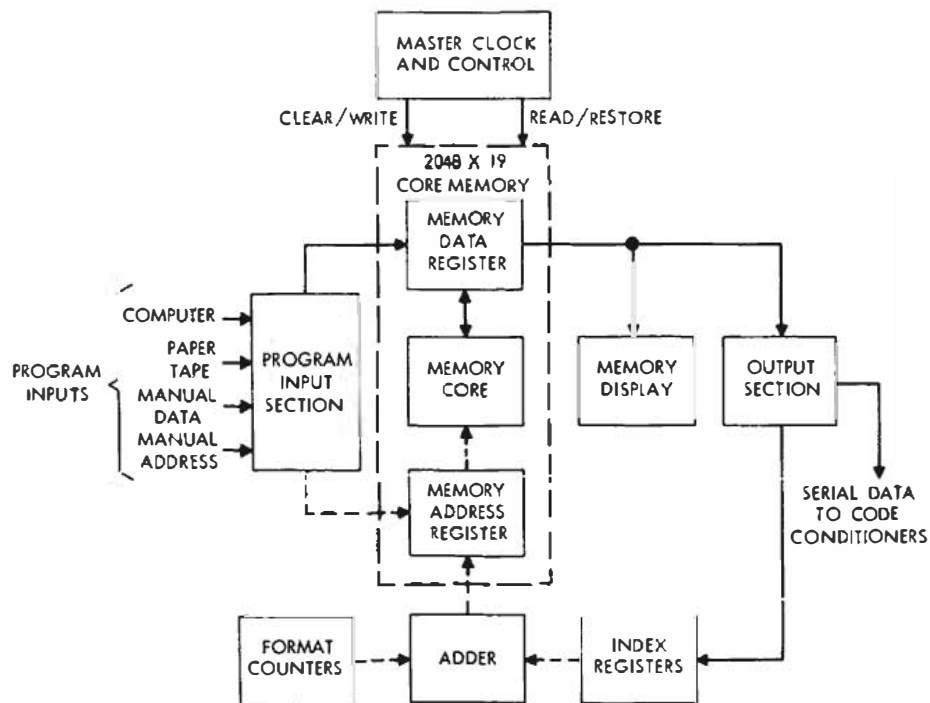 MASTER CLOCK
AND CONTROL
CLEAR/WRITE
READ/RESTORE
2048 X 19
CORE MEMORY
MEMORY
DATA
REGISTER
PROGRAM
INPUTS
COMPUTER
PAPER
TAPE
MANUAL
DATA
MANUAL
ADDRESS
PROGRAM
INPUT
SECTION
MEMORY
CORE
MEMORY
DISPLAY
OUTPUT
SECTION
MEMORY
ADDRESS
REGISTER
SERIAL DATA
TO CODE
CONDITIONERS
FORMAT
COUNTERS
ADDER
INDEX
REGISTERS